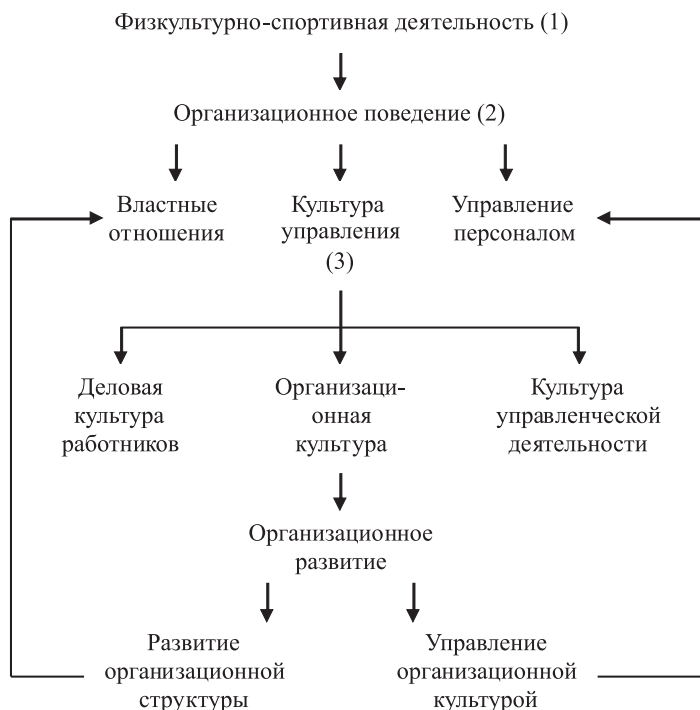 Физкультурно-спортивная деятельность (1)
Организационное поведение (2)
Властные
отношения
Культура
управления
(3)
Управление
персоналом
Деловая
культура
работников
Организаци-
онная
культура
Культура
управленческой
деятельности
Организационное
развитие
Развитие
организационной
структуры
Управление
организационной
культурой